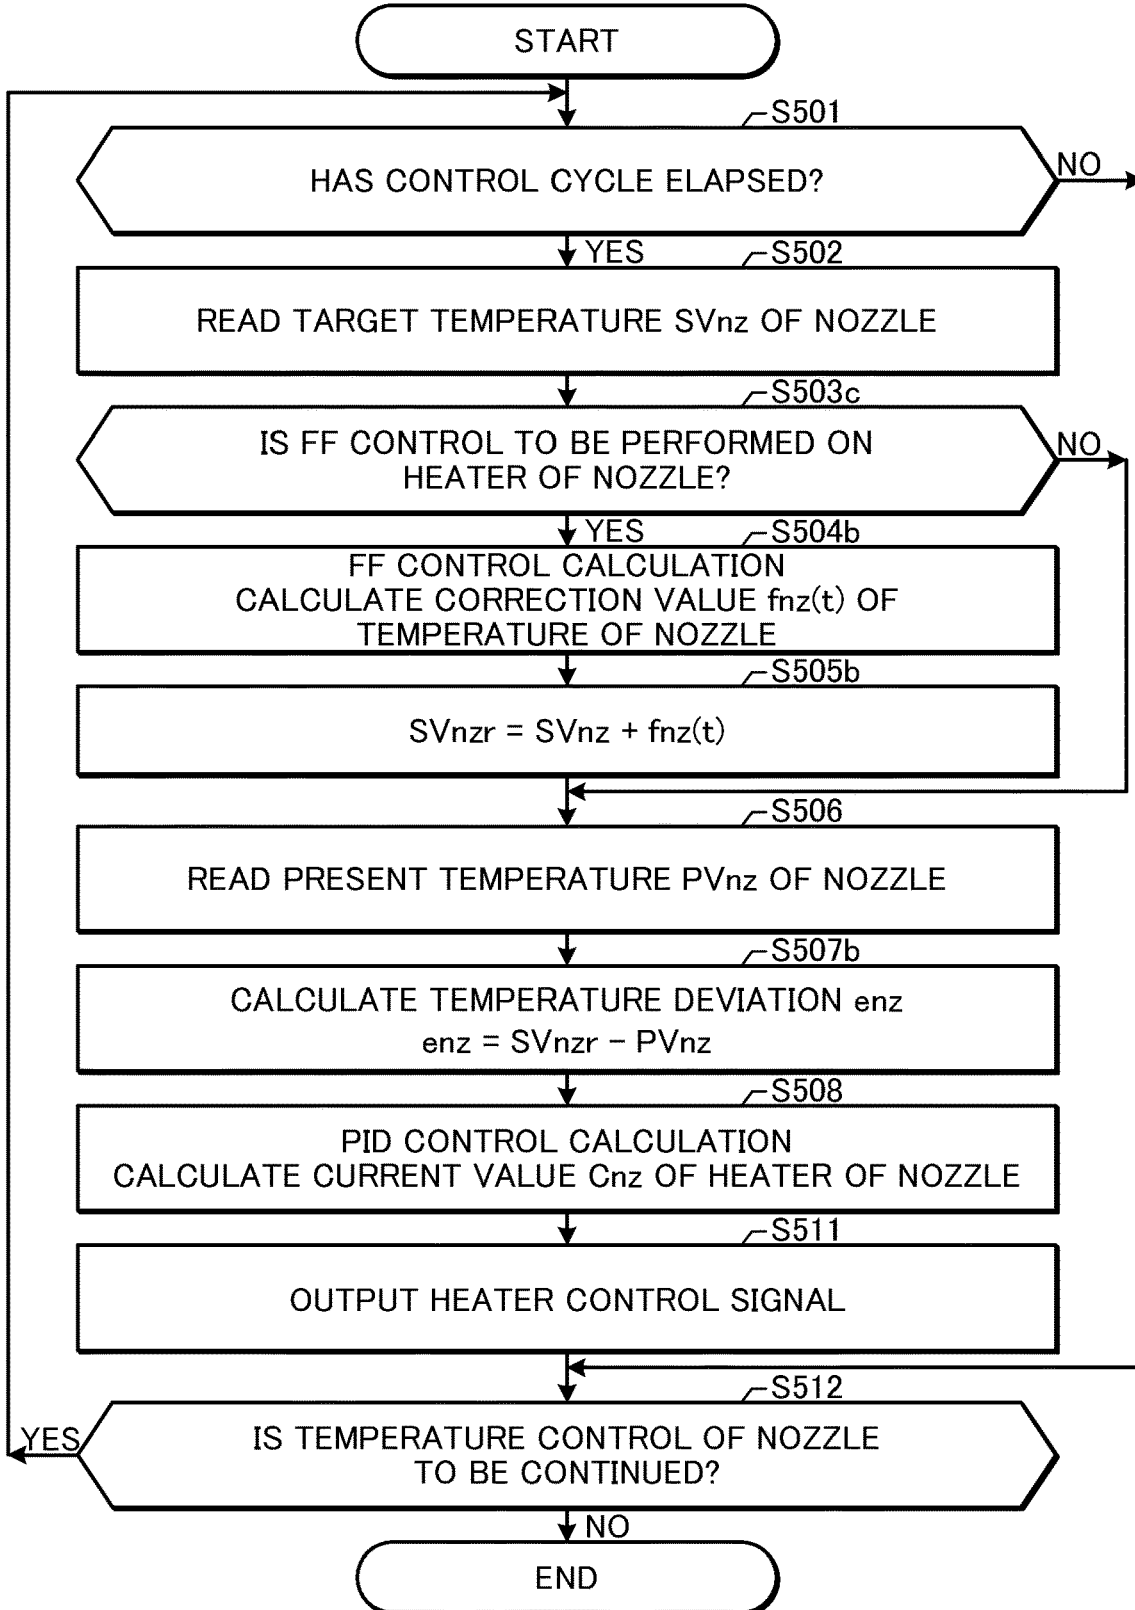 START
S501
HAS CONTROL CYCLE ELAPSED?
NO
YES
S502
READ TARGET TEMPERATURE SVnz OF NOZZLE
S503c
IS FF CONTROL TO BE PERFORMED ON
HEATER OF NOZZLE?
NO
YES
S504b
FF CONTROL CALCULATION
CALCULATE CORRECTION VALUE fnz(t) OF
TEMPERATURE OF NOZZLE
S505b
SVnzr = SVnz + fnz(t)
S506
READ PRESENT TEMPERATURE PVnz OF NOZZLE
S507b
CALCULATE TEMPERATURE DEVIATION enz
enz = SVnzr − PVnz
S508
PID CONTROL CALCULATION
CALCULATE CURRENT VALUE Cnz OF HEATER OF NOZZLE
S511
OUTPUT HEATER CONTROL SIGNAL
S512
YES
IS TEMPERATURE CONTROL OF NOZZLE
TO BE CONTINUED?
NO
END